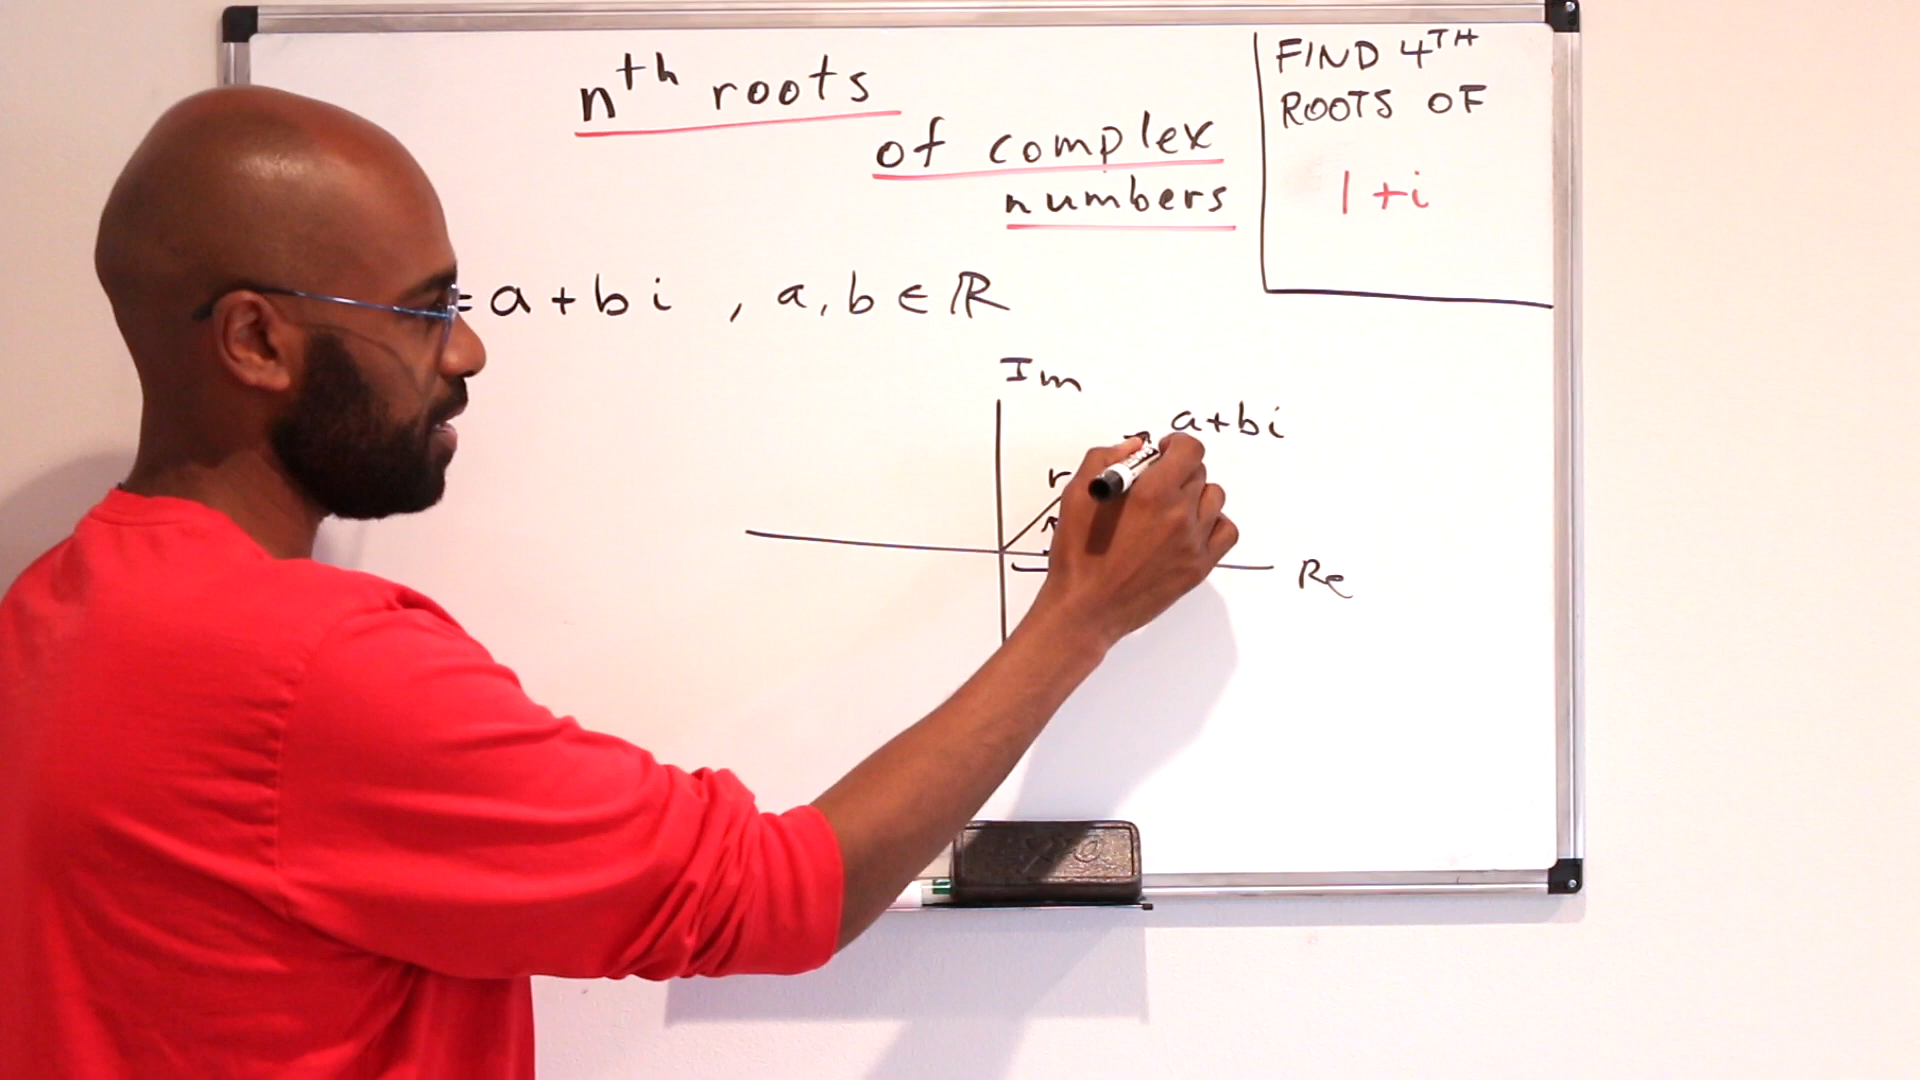 nth roots
of complex
numbers
FIND 4TH
ROOTS OF
1+i
=a+bi , a,b∈ℝ
Im
a+bi
r
Re